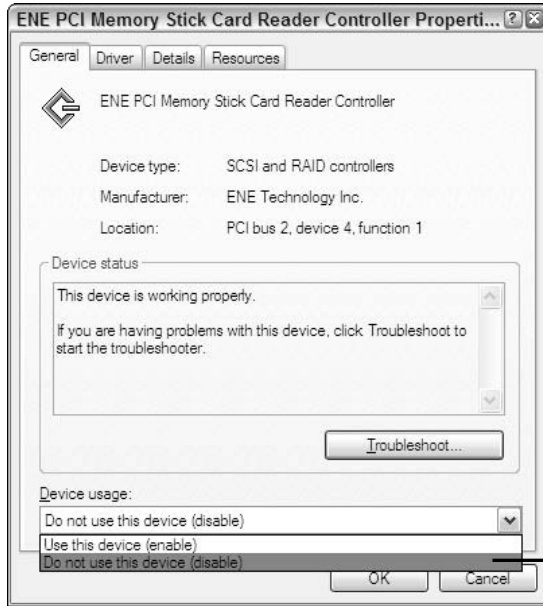 ENE PCI Memory Stick Card Reader Controller Properti...
General Driver Details Resources
ENE PCI Memory Stick Card Reader Controller
Device type: SCSI and RAID controllers
Manufacturer: ENE Technology Inc.
Location: PCI bus 2, device 4, function 1
Device status
This device is working properly.
If you are having problems with this device, click Troubleshoot to
start the troubleshooter.
Troubleshoot...
Device usage:
Do not use this device (disable)
Use this device (enable)
Do not use this device (disable)
OK Cancel